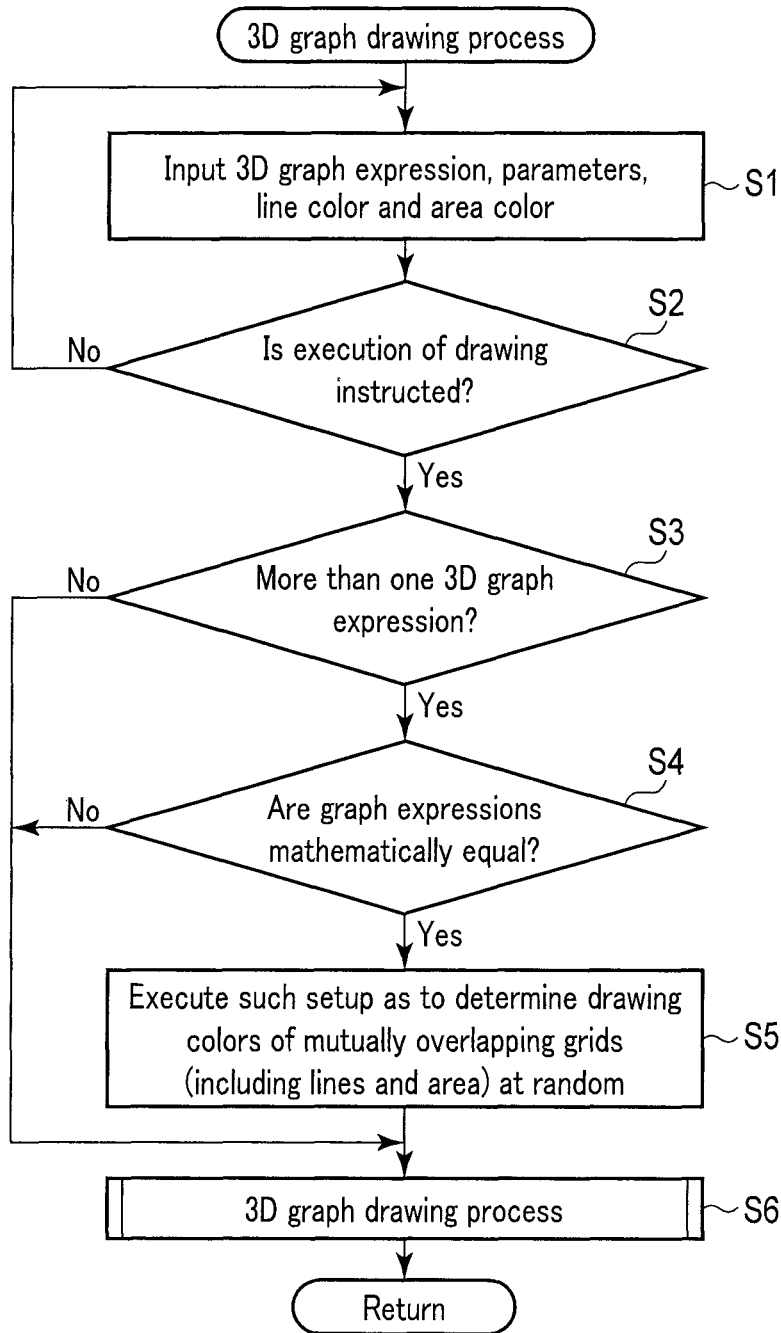 3D graph drawing process
Input 3D graph expression, parameters,
line color and area color
S1
S2
No
Is execution of drawing
instructed?
Yes
S3
No
More than one 3D graph
expression?
Yes
S4
No
Are graph expressions
mathematically equal?
Yes
Execute such setup as to determine drawing
colors of mutually overlapping grids
(including lines and area) at random
S5
3D graph drawing process
S6
Return